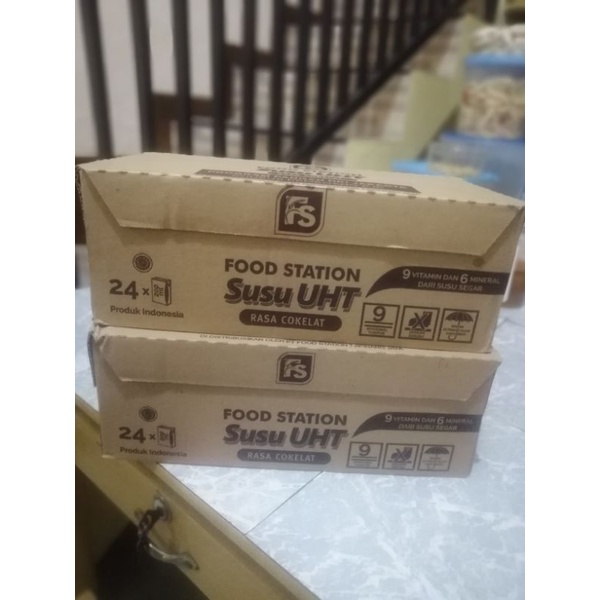 FS
FOOD STATION
Susu UHT
RASA COKELAT
24 x
Produk Indonesia
9 VITAMIN DAN 6 MINERAL
DARI SUSU SEGAR
9
FS
FOOD STATION
Susu UHT
RASA COKELAT
24 x
Produk Indonesia
9 VITAMIN DAN 6 MINERAL
DARI SUSU SEGAR
9